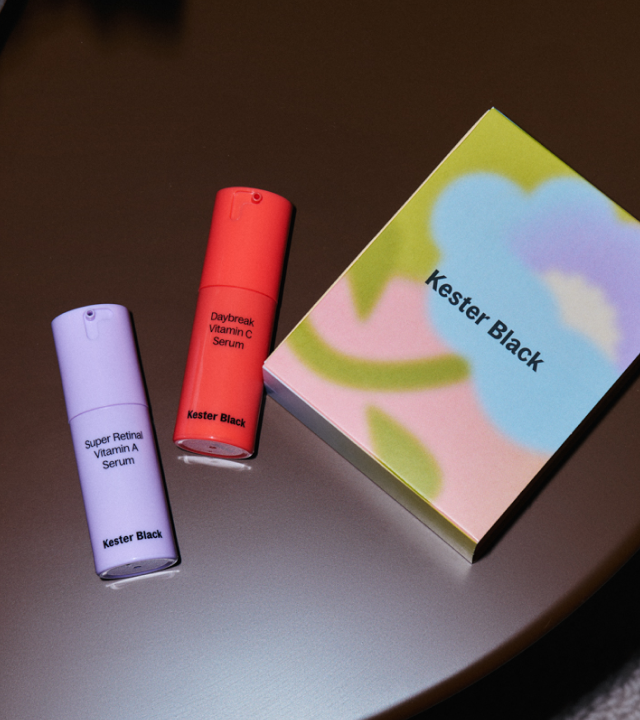 Daybreak
Vitamin C
Serum
Kester Black
Super Retinal
Vitamin A
Serum
Kester Black
Kester Black